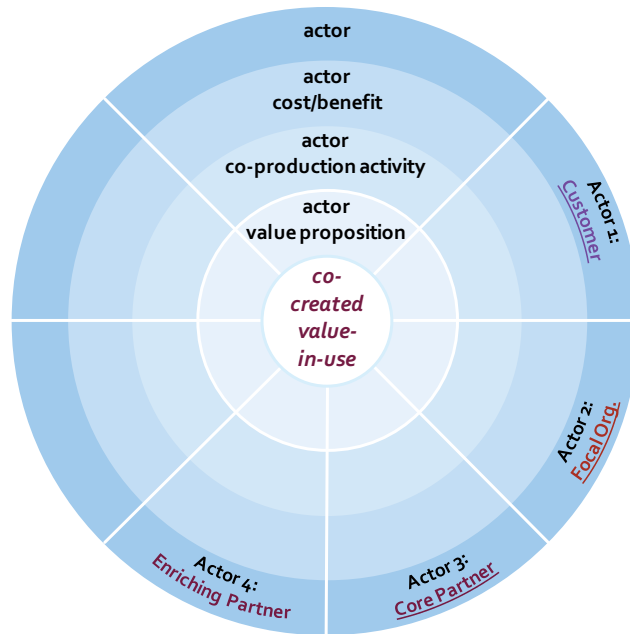 actor
actor
cost/benefit
actor
co-production activity
actor
value proposition
co-
created
value-
in-use
Actor 1:
Customer
Actor 2:
Focal Org.
Actor 3:
Core Partner
Actor 4:
Enriching Partner